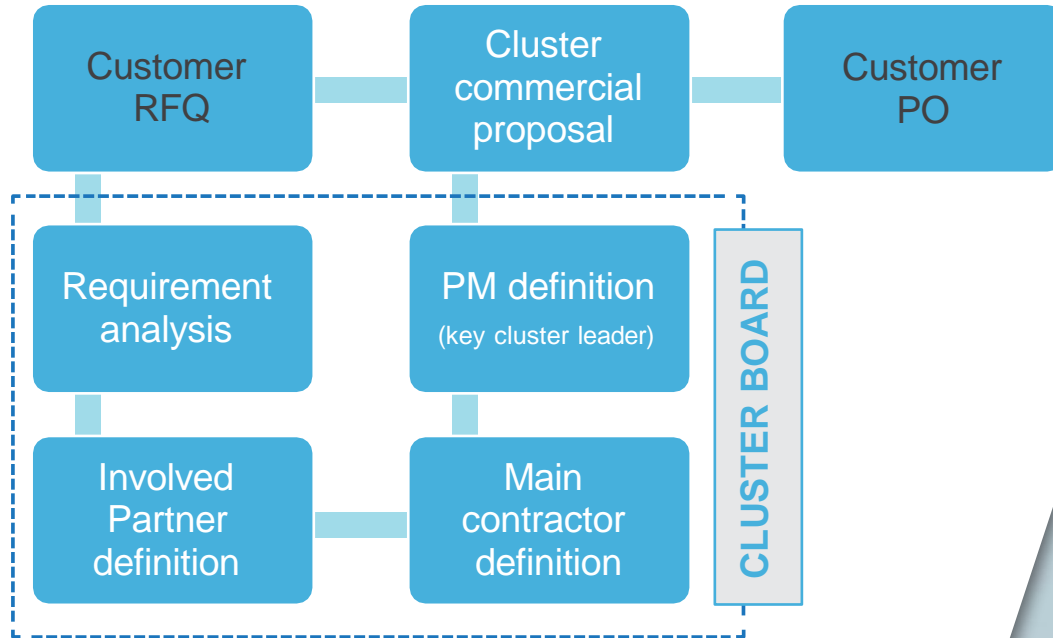 Customer
RFQ
Cluster
commercial
proposal
Customer
PO
Requirement
analysis
PM definition
(key cluster leader)
CLUSTER BOARD
Involved
Partner
definition
Main
contractor
definition